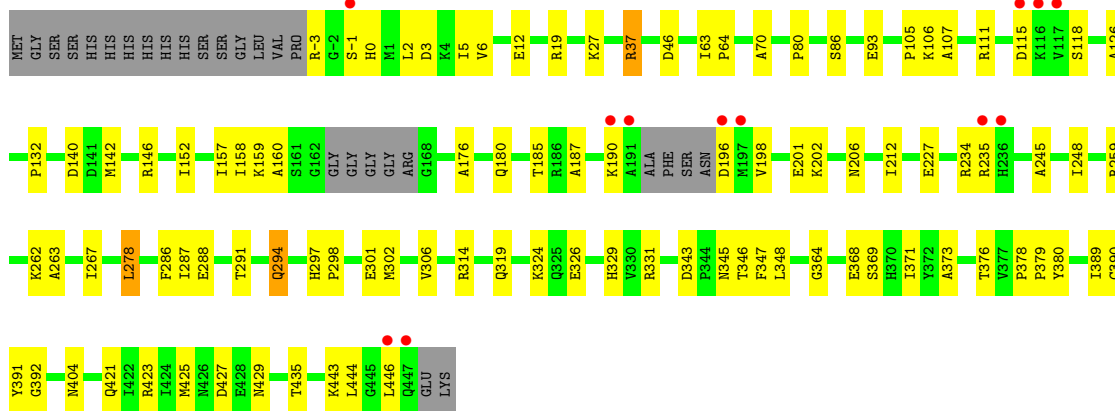 MET GLY SER SER HIS HIS HIS HIS HIS HIS SER SER GLY LEU VAL PRO R-3 G-2 S-1 H0 M1 L2 D3 K4 I5 V6 E12 R19 K27 R37 D46 I63 P64 A70 P80 S86 E93 P105 K106 A107 R111 D115 K116 V117 S118 A126
P132 D140 D141 M142 R146 I152 I157 I158 K159 A160 S161 G162 GLY GLY GLY GLY ARG G168 A176 Q180 T185 R186 A187 K190 A191 ALA PHE SER ASN D196 M197 V198 E201 K202 N206 I212 E227 R234 R235 H236 A245 I248 R259
K262 A263 I267 L278 F286 I287 E288 T291 Q294 H297 P298 E301 M302 V306 R314 Q319 K324 Q325 E326 H329 V330 R331 D343 P344 N345 T346 F347 L348 G364 E368 S369 H370 I371 Y372 A373 T376 V377 P378 P379 Y380 I389 G390
Y391 G392 N404 Q421 I422 R423 I424 M425 N426 D427 E428 N429 T435 K443 L444 G445 L446 Q447 GLU LYS